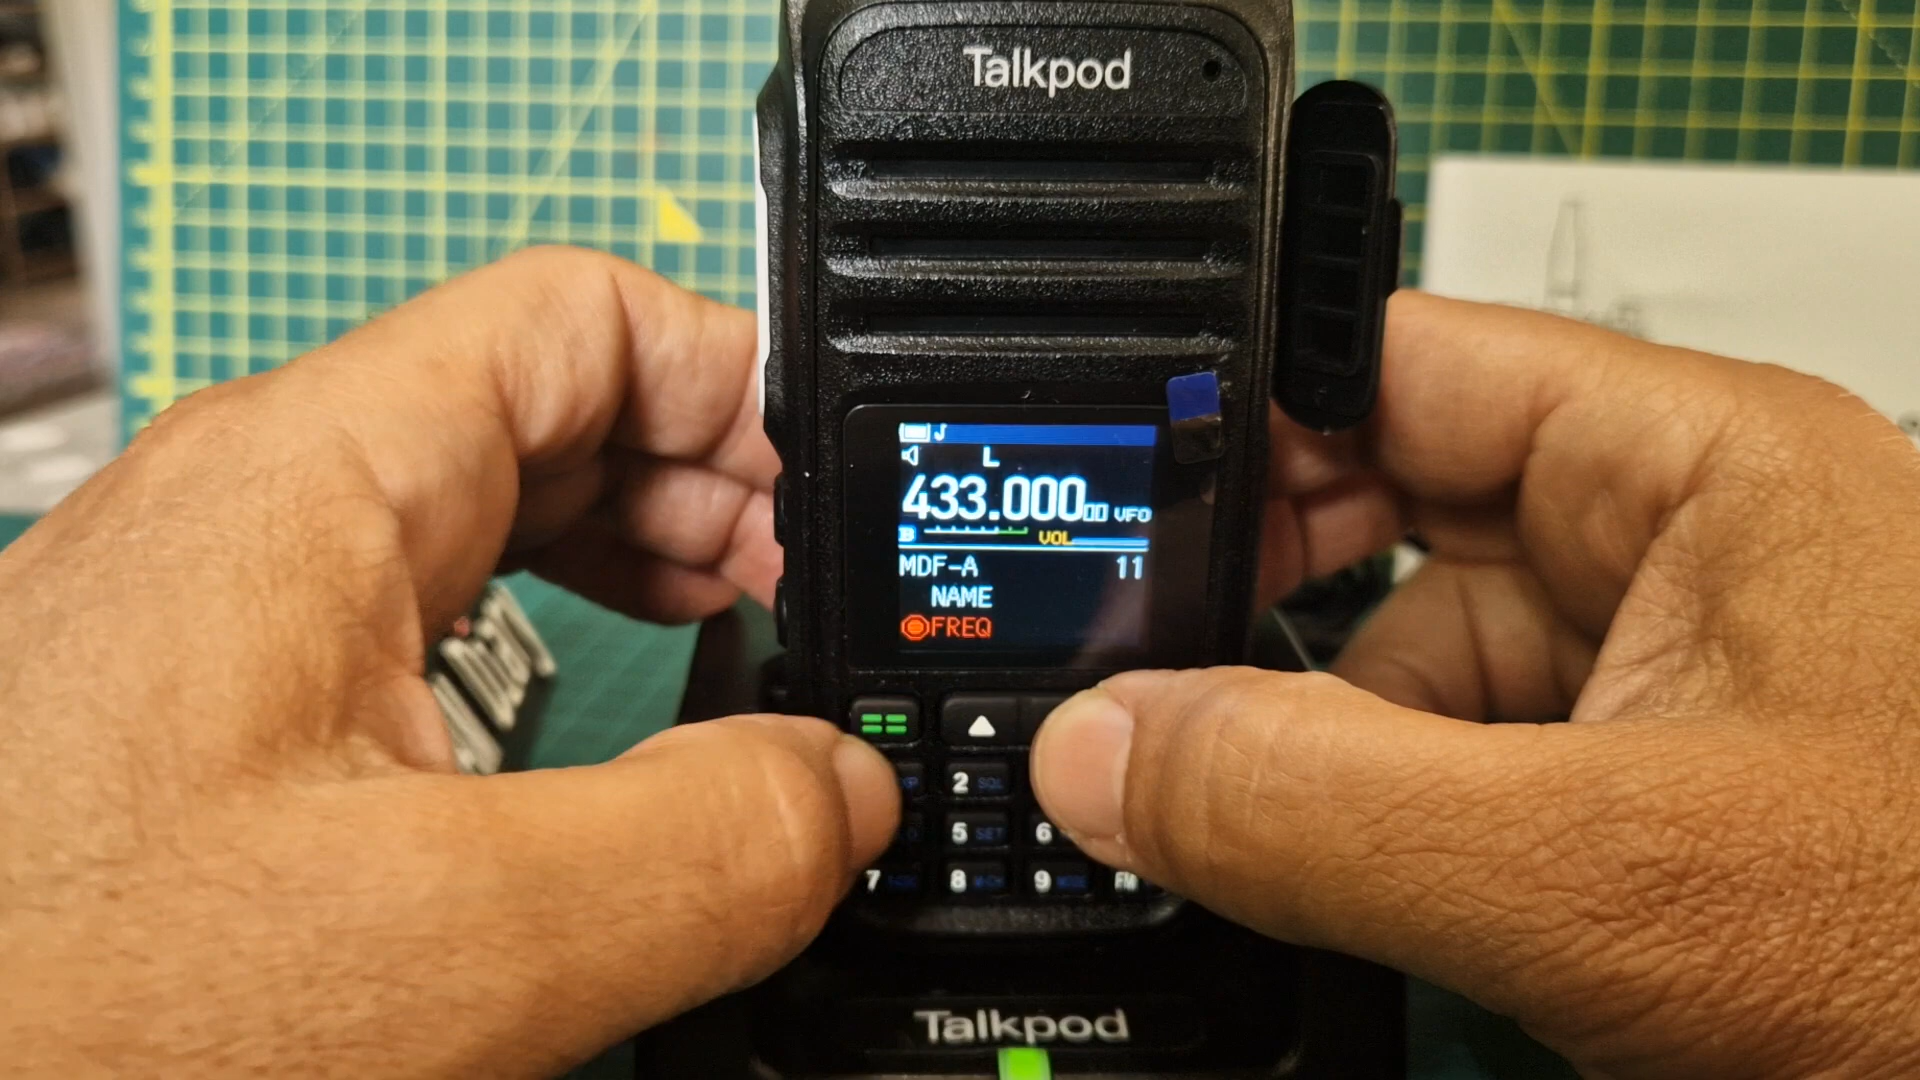 Talkpod
L
433.00000 VFO
B VOL
MDF-A 11
NAME
FREQ
2 SQL
5 SET 6
7 8 9 FM
Talkpod